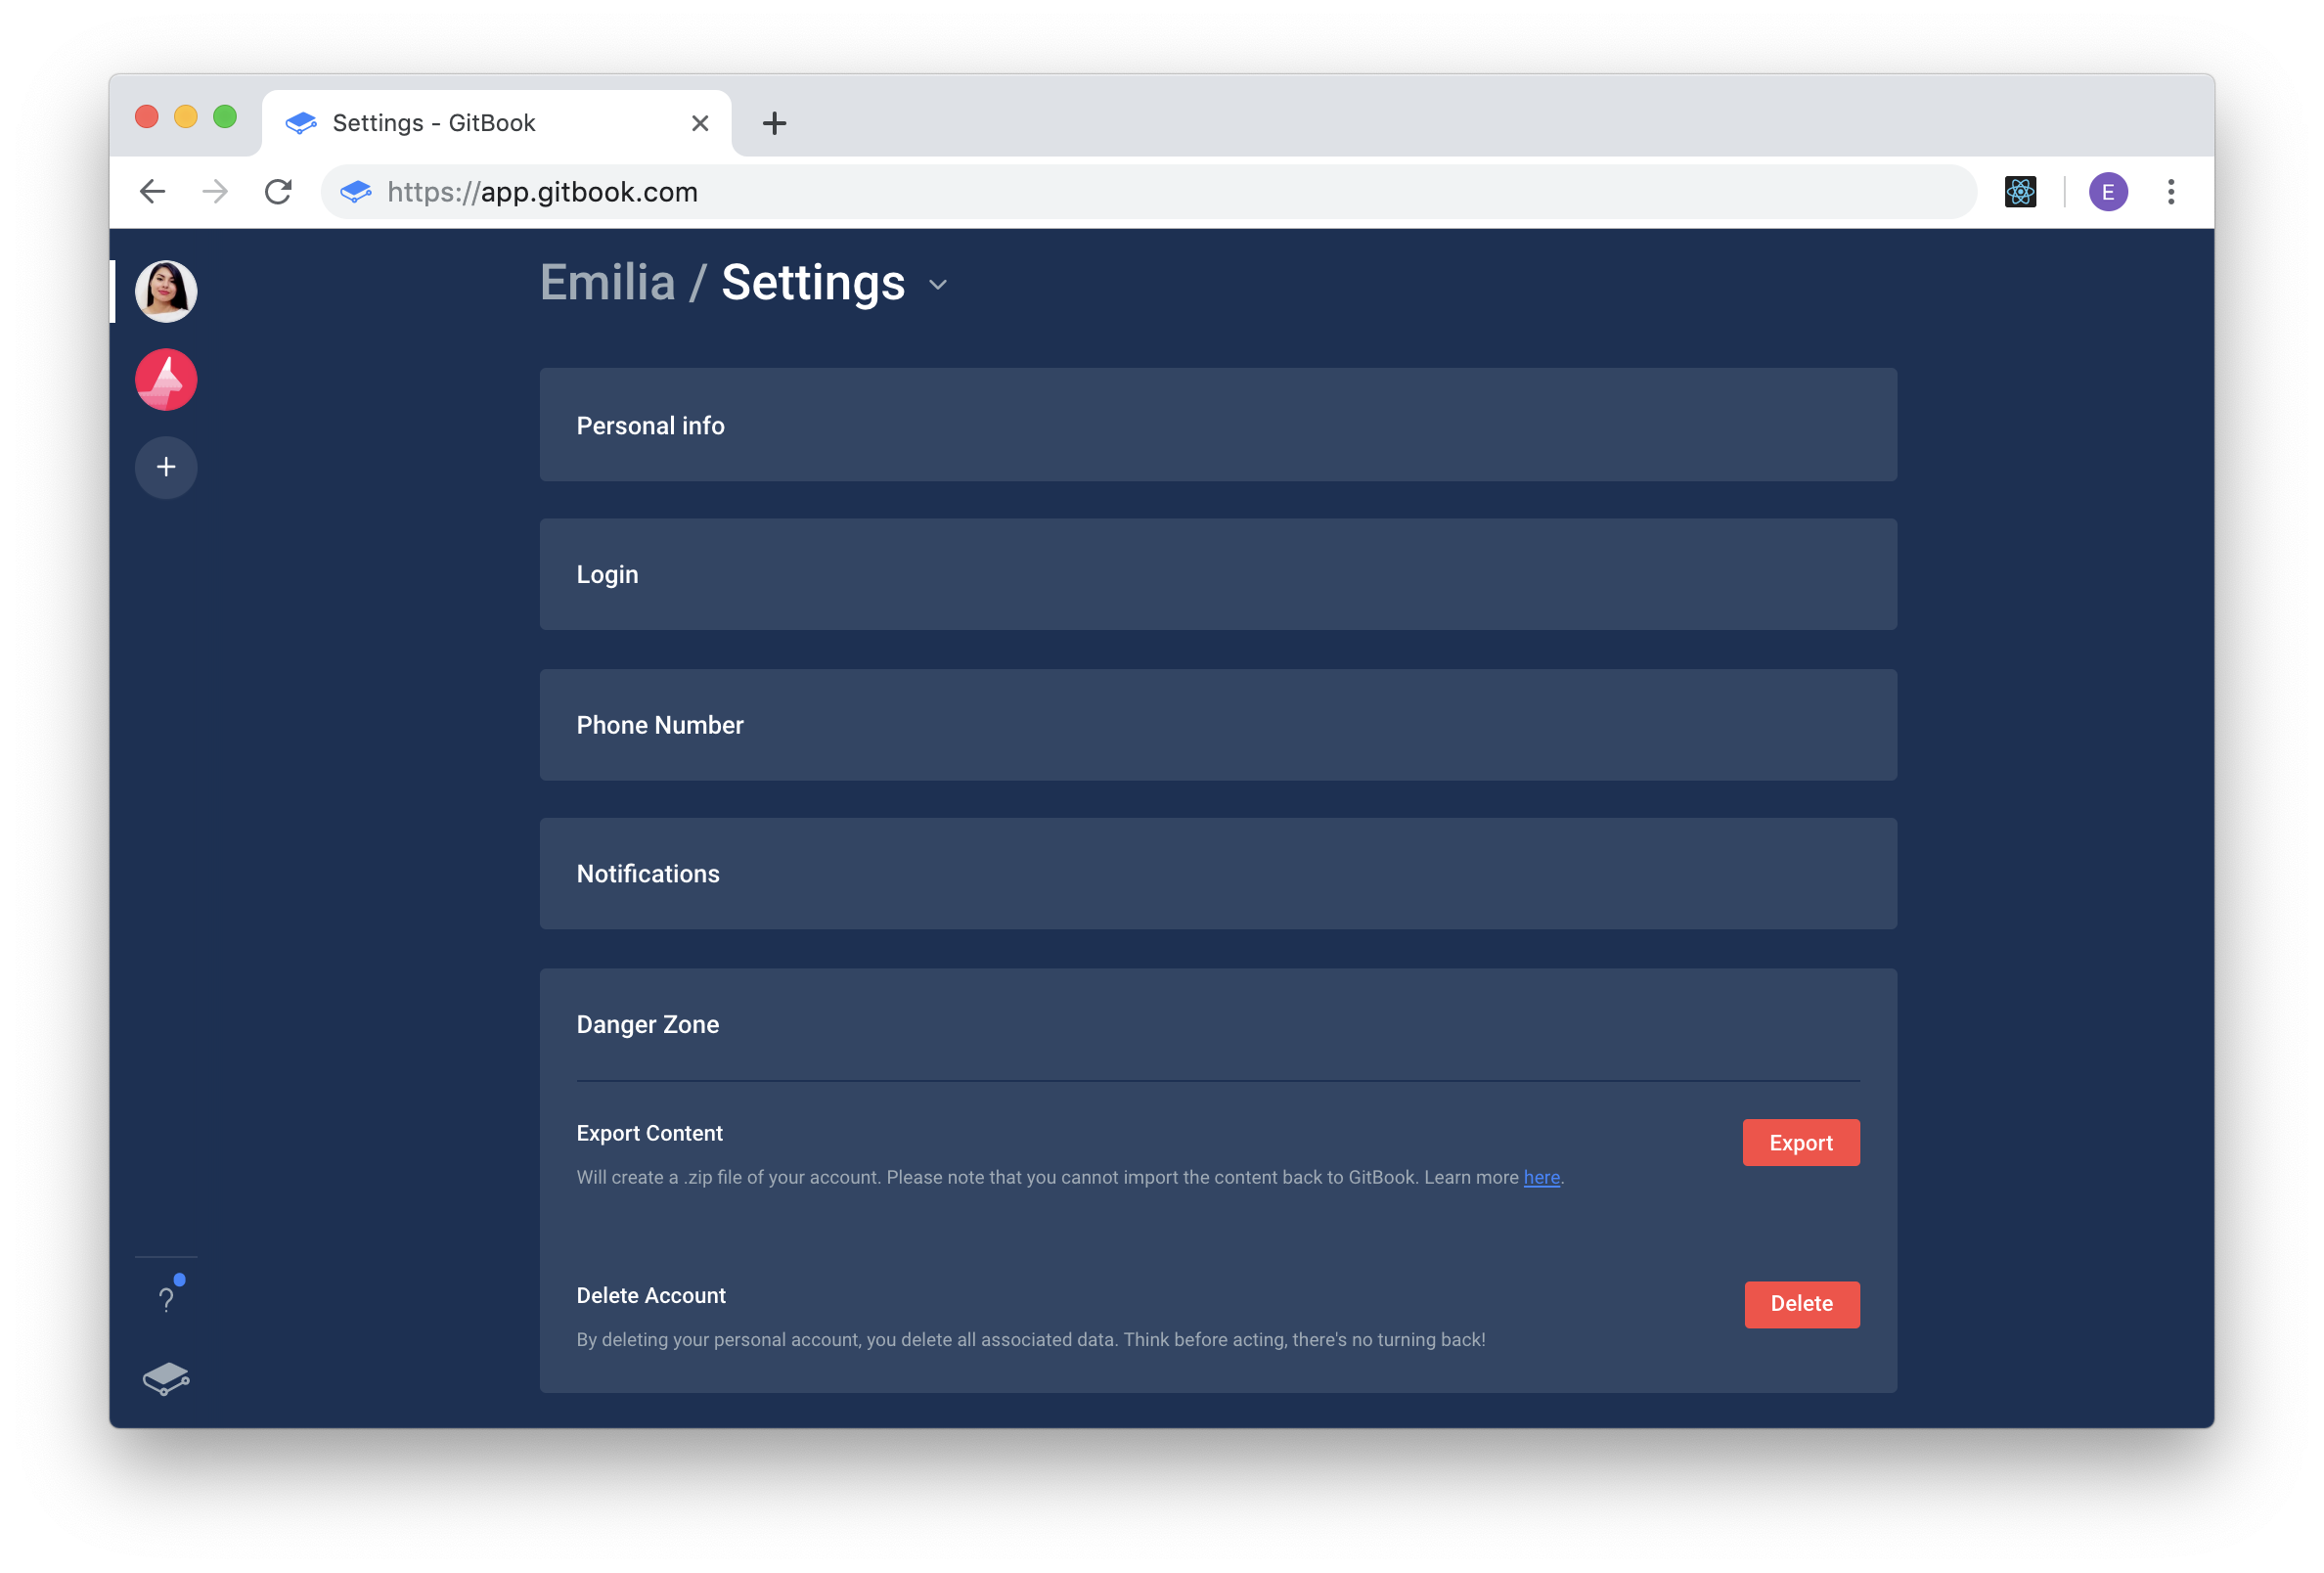 Settings - GitBook
https://app.gitbook.com
E
Emilia / Settings
Personal info
Login
Phone Number
Notifications
Danger Zone
Export Content
Export
Will create a .zip file of your account. Please note that you cannot import the content back to GitBook. Learn more here.
Delete Account
Delete
By deleting your personal account, you delete all associated data. Think before acting, there's no turning back!
?